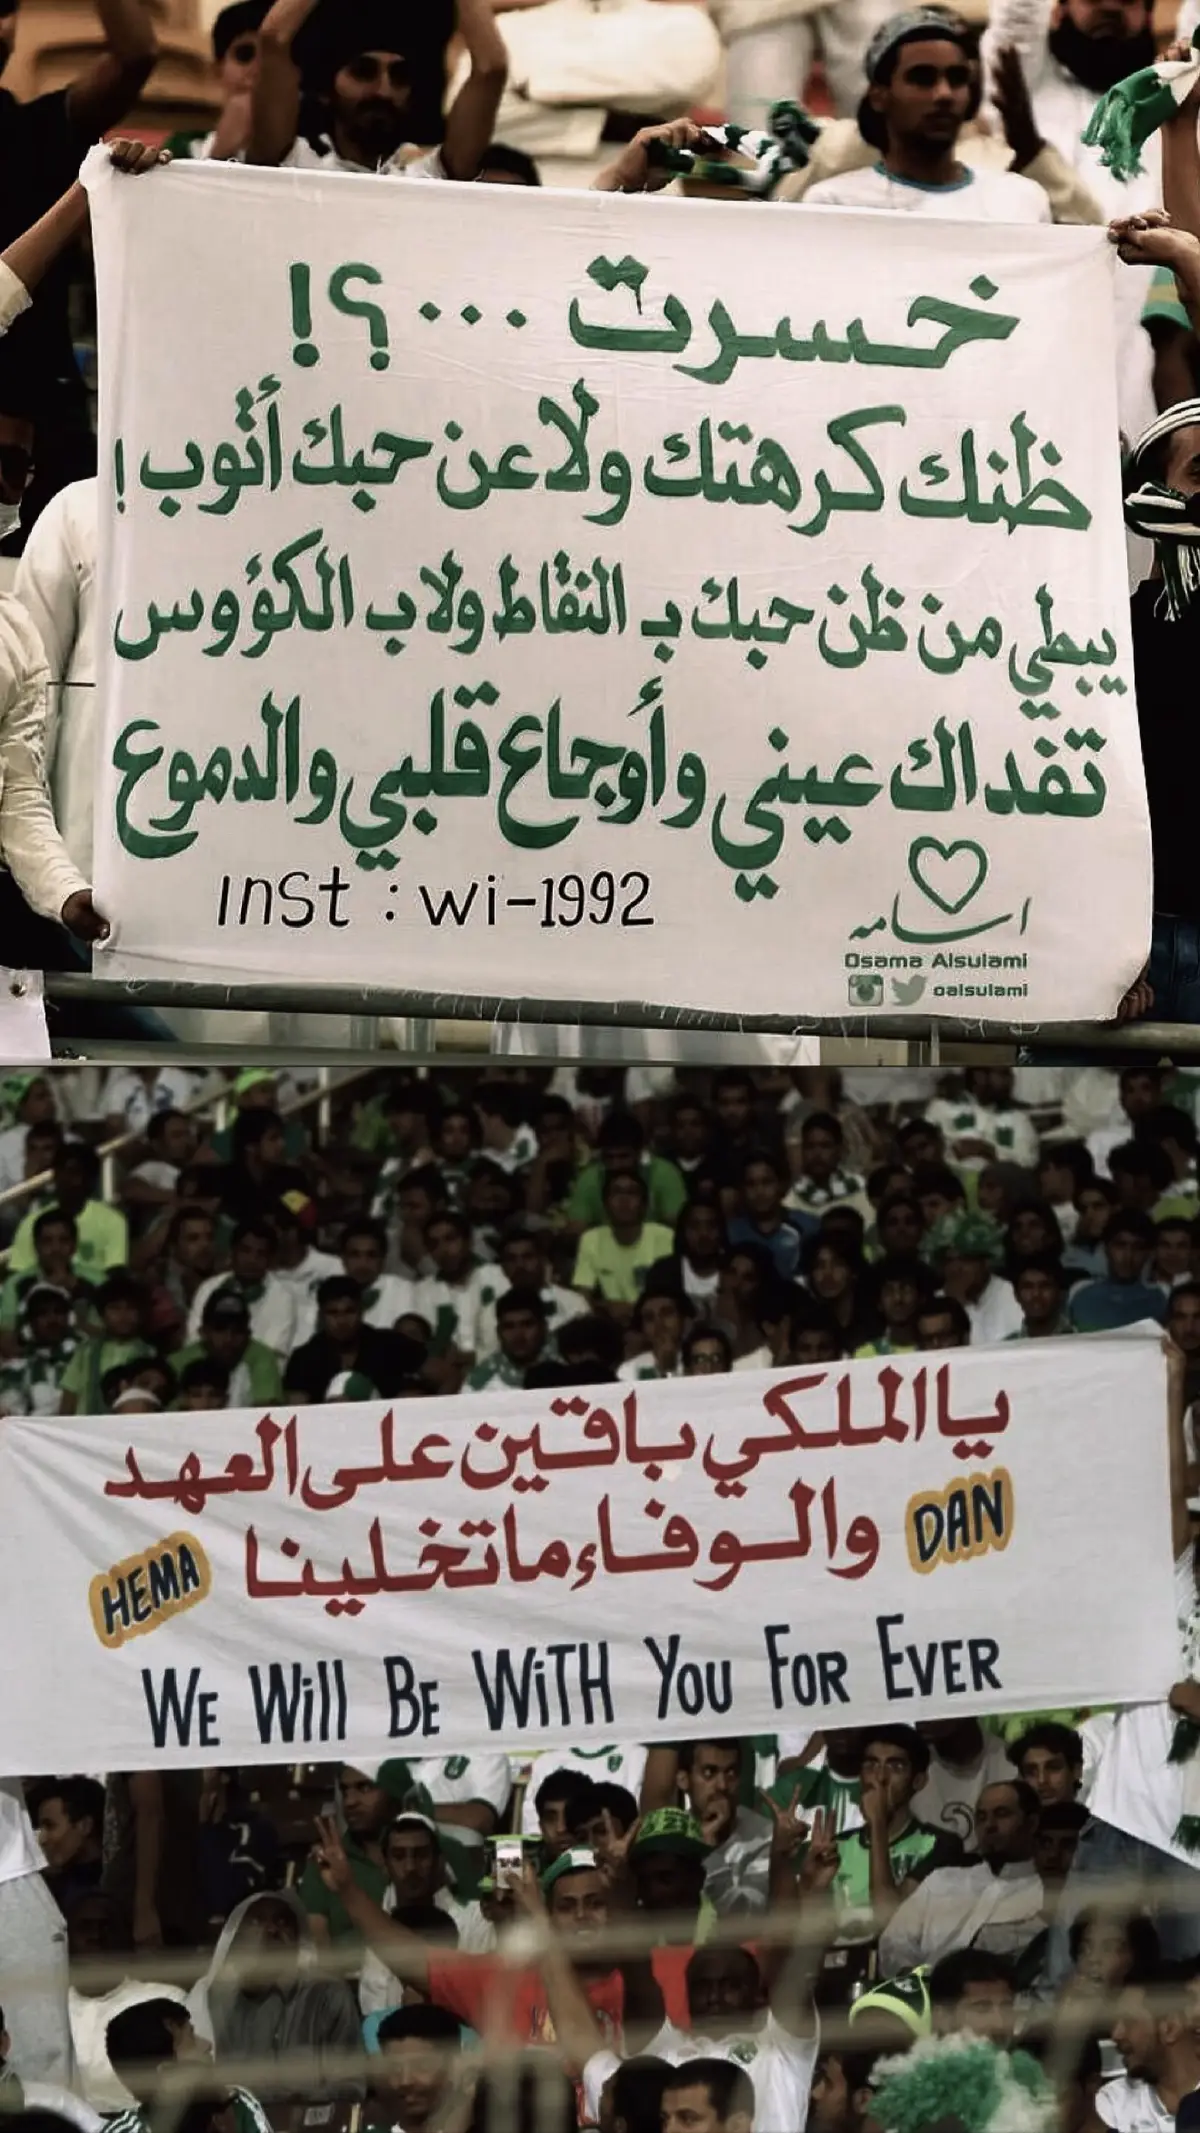 خسرت ...؟!
ظنك كرهتك ولا عن حبك أتوب !
يبطي من ظن حبك بـ النقاط ولا ب الكؤوس
تفداك عيني وأوجاع قلبي والدموع
inst : wi-1992
اسامه
Osama Alsulami
oalsulami
يا الملكي باقين على العهد
والوفاء ماتخلينا
DAN
HEMA
WE Will BE WiTH YOU FOR EVER